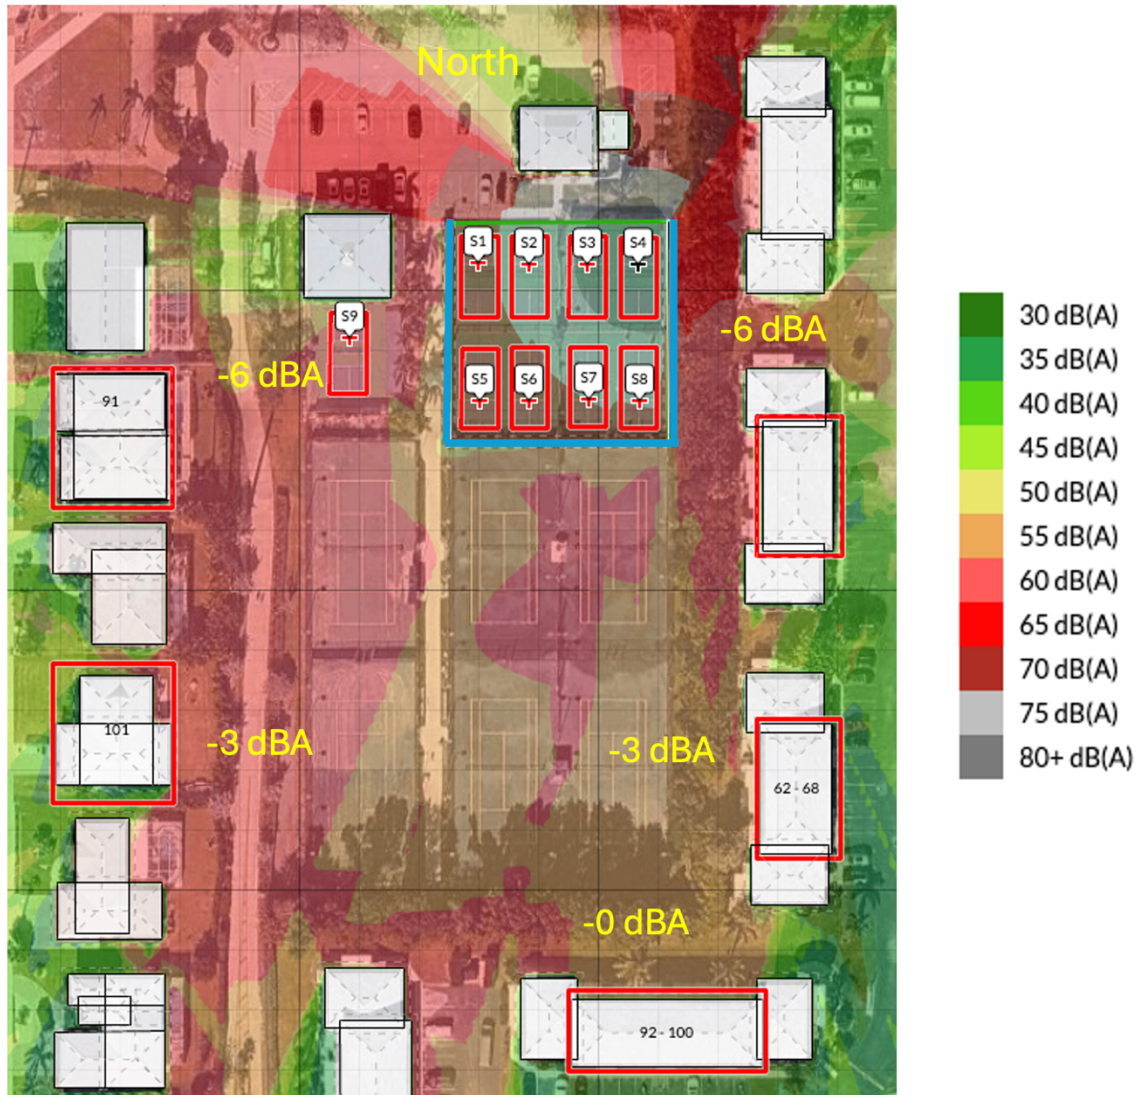 North
S1
S2
S3
S4
S9
-6 dBA
-6 dBA
S5
S6
S7
S8
91
101
-3 dBA
-3 dBA
62 - 68
-0 dBA
92 - 100
30 dB(A)
35 dB(A)
40 dB(A)
45 dB(A)
50 dB(A)
55 dB(A)
60 dB(A)
65 dB(A)
70 dB(A)
75 dB(A)
80+ dB(A)